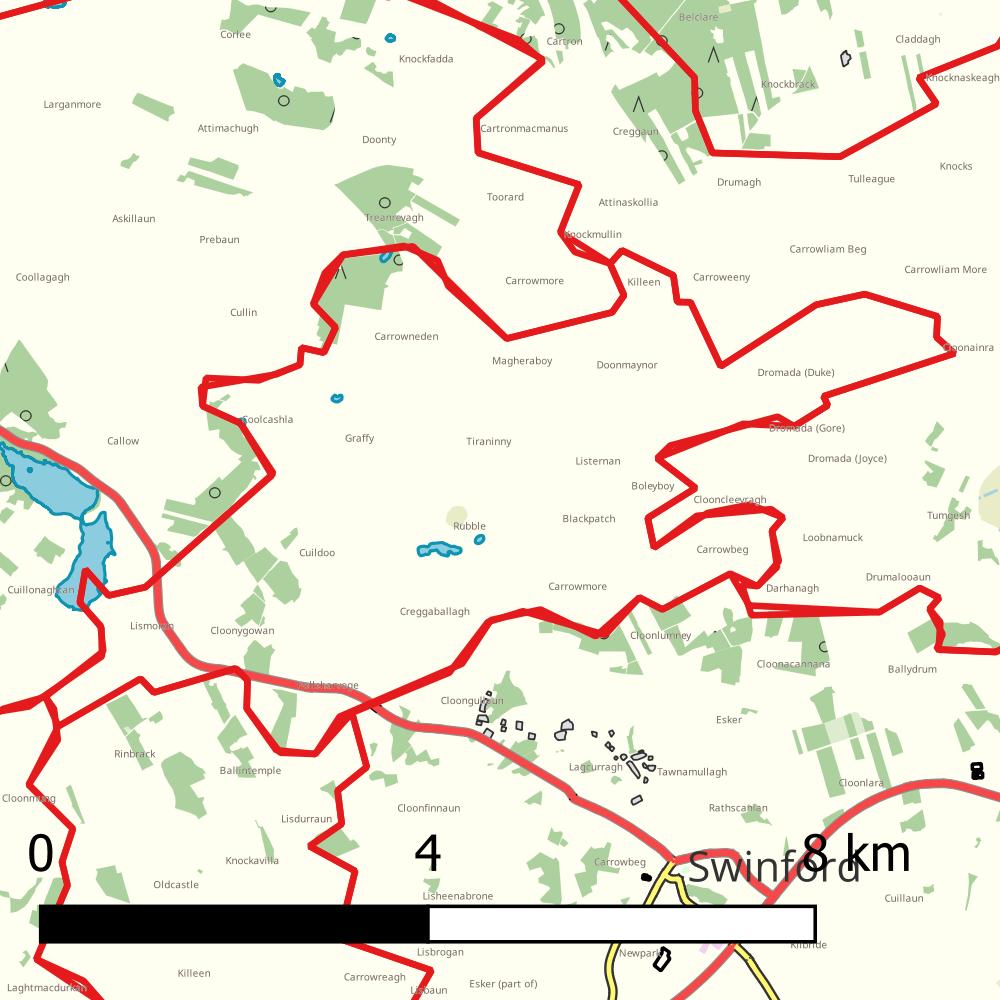 Belclare
Corlee
Cartron
Claddagh
Knockfadda
Knocknaskeagh
Knockbrack
Larganmore
Attimachugh
Cartronmacmanus
Creggaun
Doonty
Knocks
Tulleague
Drumagh
Toorard
Attinaskollia
Askillaun
Treanrevagh
Prebaun
Knockmullin
Carrowliam Beg
Carrowliam More
Coollagagh
Carrowmore
Killeen
Carroweeny
Cullin
Carrowneden
Cloonainra
Magheraboy
Doonmaynor
Dromada (Duke)
Coolcashla
Dromada (Gore)
Callow
Graffy
Tiraninny
Listernan
Dromada (Joyce)
Boleyboy
Clooncleevragh
Rubble
Blackpatch
Tumgesh
Loobnamuck
Cuildoo
Carrowbeg
Drumalooaun
Carrowmore
Darhanagh
Cuillonaghtan
Creggaballagh
Lismoran
Cloonygowan
Cloonlumney
Cloonacannana
Ballydrum
Pollsharvoge
Cloongullaun
Esker
Rinbrack
Ballintemple
Lagcurragh
Tawnamullagh
Cloonlara
Cloonmung
Cloonfinnaun
Rathscanlan
Lisdurraun
0
4
8 km
Knockavilla
Carrowbeg
Swinford
Oldcastle
Lisheenabrone
Cuillaun
Kilbride
Lisbrogan
Newpark
Killeen
Carrowreagh
Esker (part of)
Laghtmacdurkan
Lisbaun